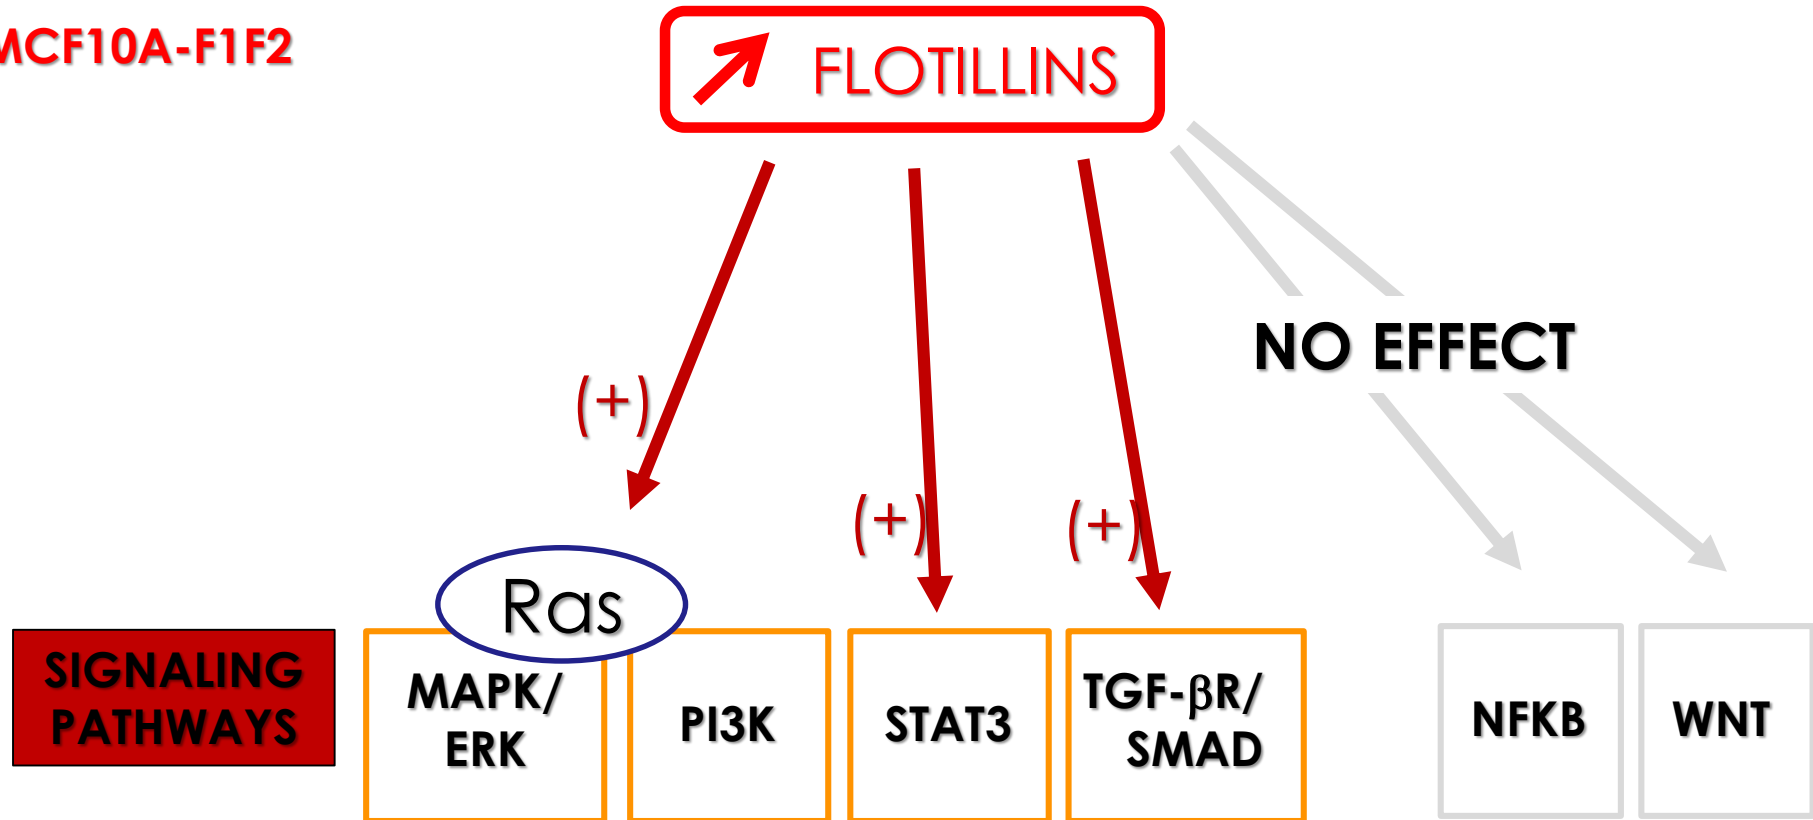 MCF10A-F1F2
FLOTILLINS
NO EFFECT
(+)
(+)
(+)
Ras
SIGNALING
PATHWAYS
MAPK/
ERK
PI3K
STAT3
TGF-βR/
SMAD
NFKB
WNT